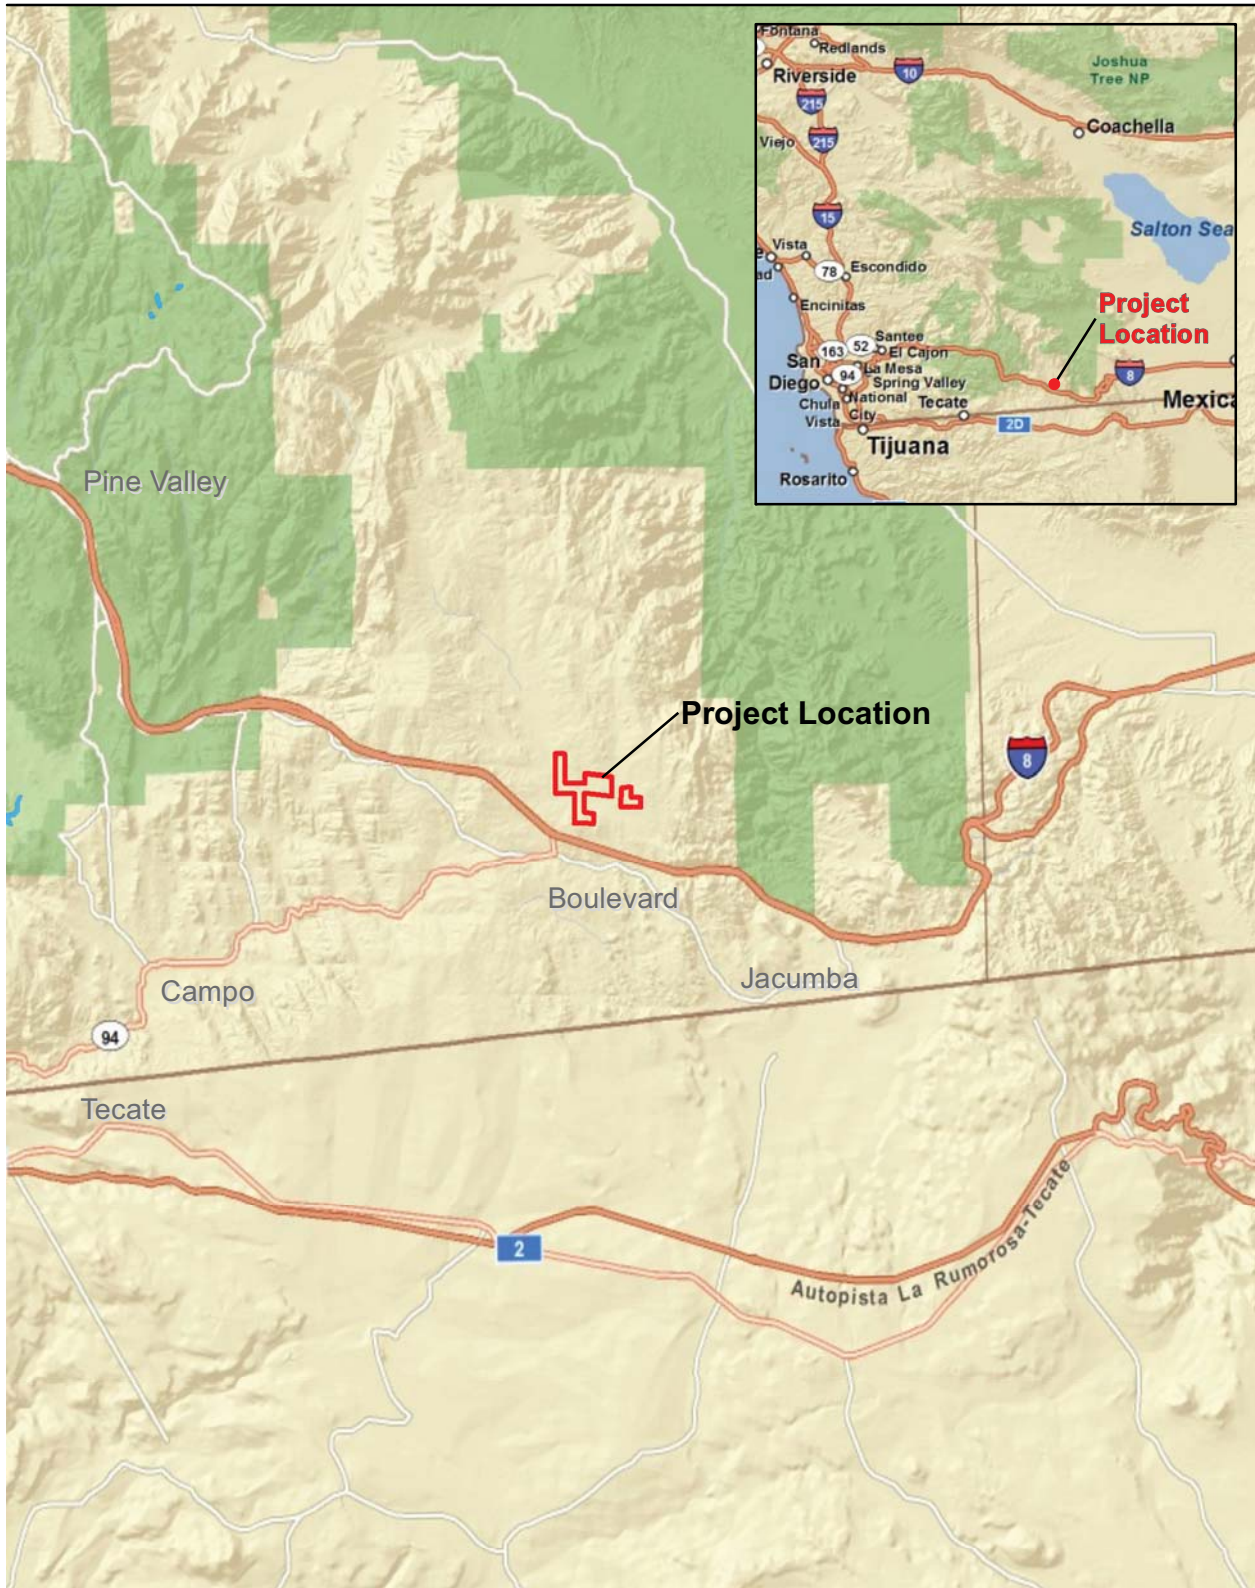 Fontana
Redlands
Riverside
10
Joshua
Tree NP
215
215
Viejo
Coachella
15
Salton Sea
Vista
ad
78
Escondido
Encinitas
Project
Location
Santee
163
52
El Cajon
San
Diego
94
La Mesa
Spring Valley
8
Chula
Vista
National
City
Tecate
Mexica
2D
Tijuana
Rosarito
Pine Valley
Project Location
8
Boulevard
Jacumba
Campo
94
Tecate
2
Autopista La Rumorosa-Tecate